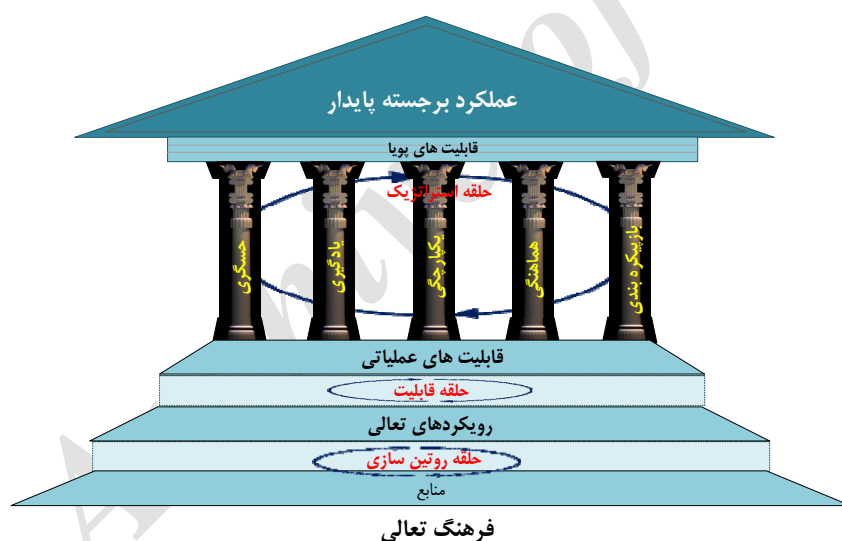 عملکرد برجسته پایدار
قابلیت های پویا
حلقه استراتژیک
حسگری
یادگیری
یکپارچگی
هماهنگی
بازپیکره بندی
قابلیت های عملیاتی
حلقه قابلیت
رویکردهای تعالی
حلقه روتین سازی
منابع
فرهنگ تعالی